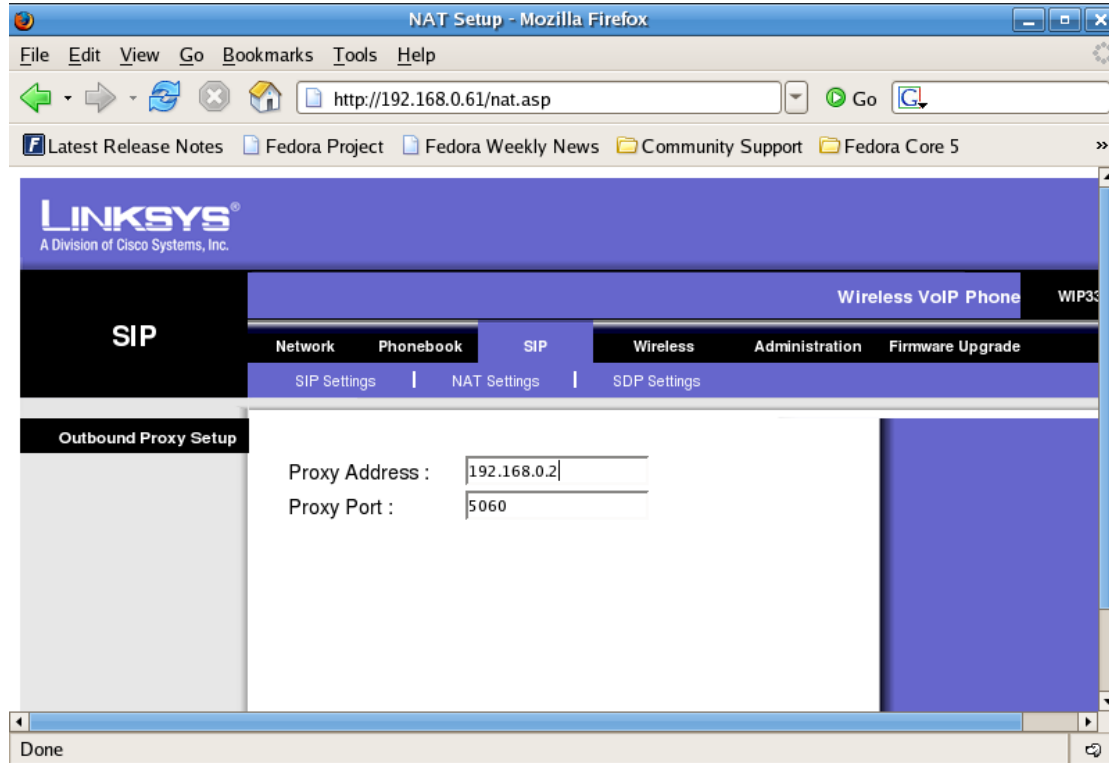 NAT Setup - Mozilla Firefox
File Edit View Go Bookmarks Tools Help
http://192.168.0.61/nat.asp Go G
Latest Release Notes Fedora Project Fedora Weekly News Community Support Fedora Core 5 »
LINKSYS®
A Division of Cisco Systems, Inc.
Wireless VoIP Phone WIP33
SIP
Network Phonebook SIP Wireless Administration Firmware Upgrade
SIP Settings | NAT Settings | SDP Settings
Outbound Proxy Setup
Proxy Address : 192.168.0.2
Proxy Port : 5060
Done